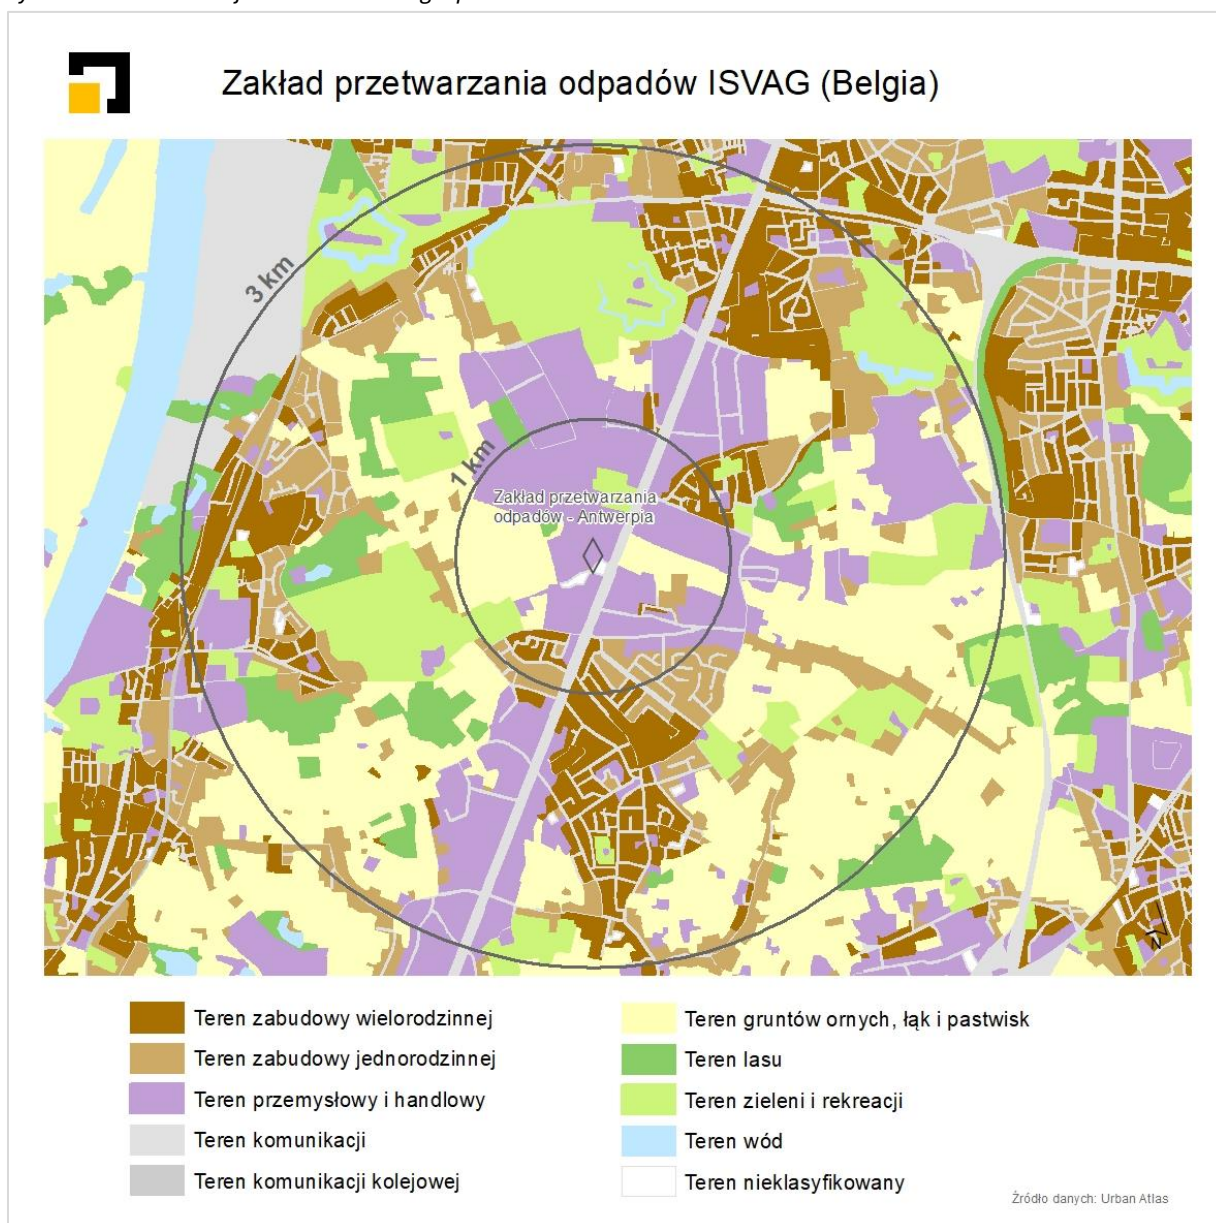 Zakład przetwarzania odpadów ISVAG (Belgia)
3 km
1 km
Zakład przetwarzania
odpadów - Antwerpia
N
Teren zabudowy wielorodzinnej
Teren zabudowy jednorodzinnej
Teren przemysłowy i handlowy
Teren komunikacji
Teren komunikacji kolejowej
Teren gruntów ornych, łąk i pastwisk
Teren lasu
Teren zieleni i rekreacji
Teren wód
Teren nieklasyfikowany
Źródło danych: Urban Atlas